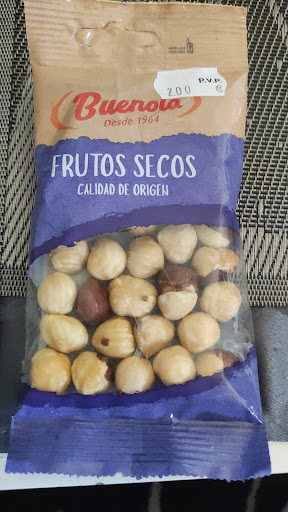 P.V.P.
2.00 €
Buenola
Desde 1964
FRUTOS SECOS
CALIDAD DE ORIGEN